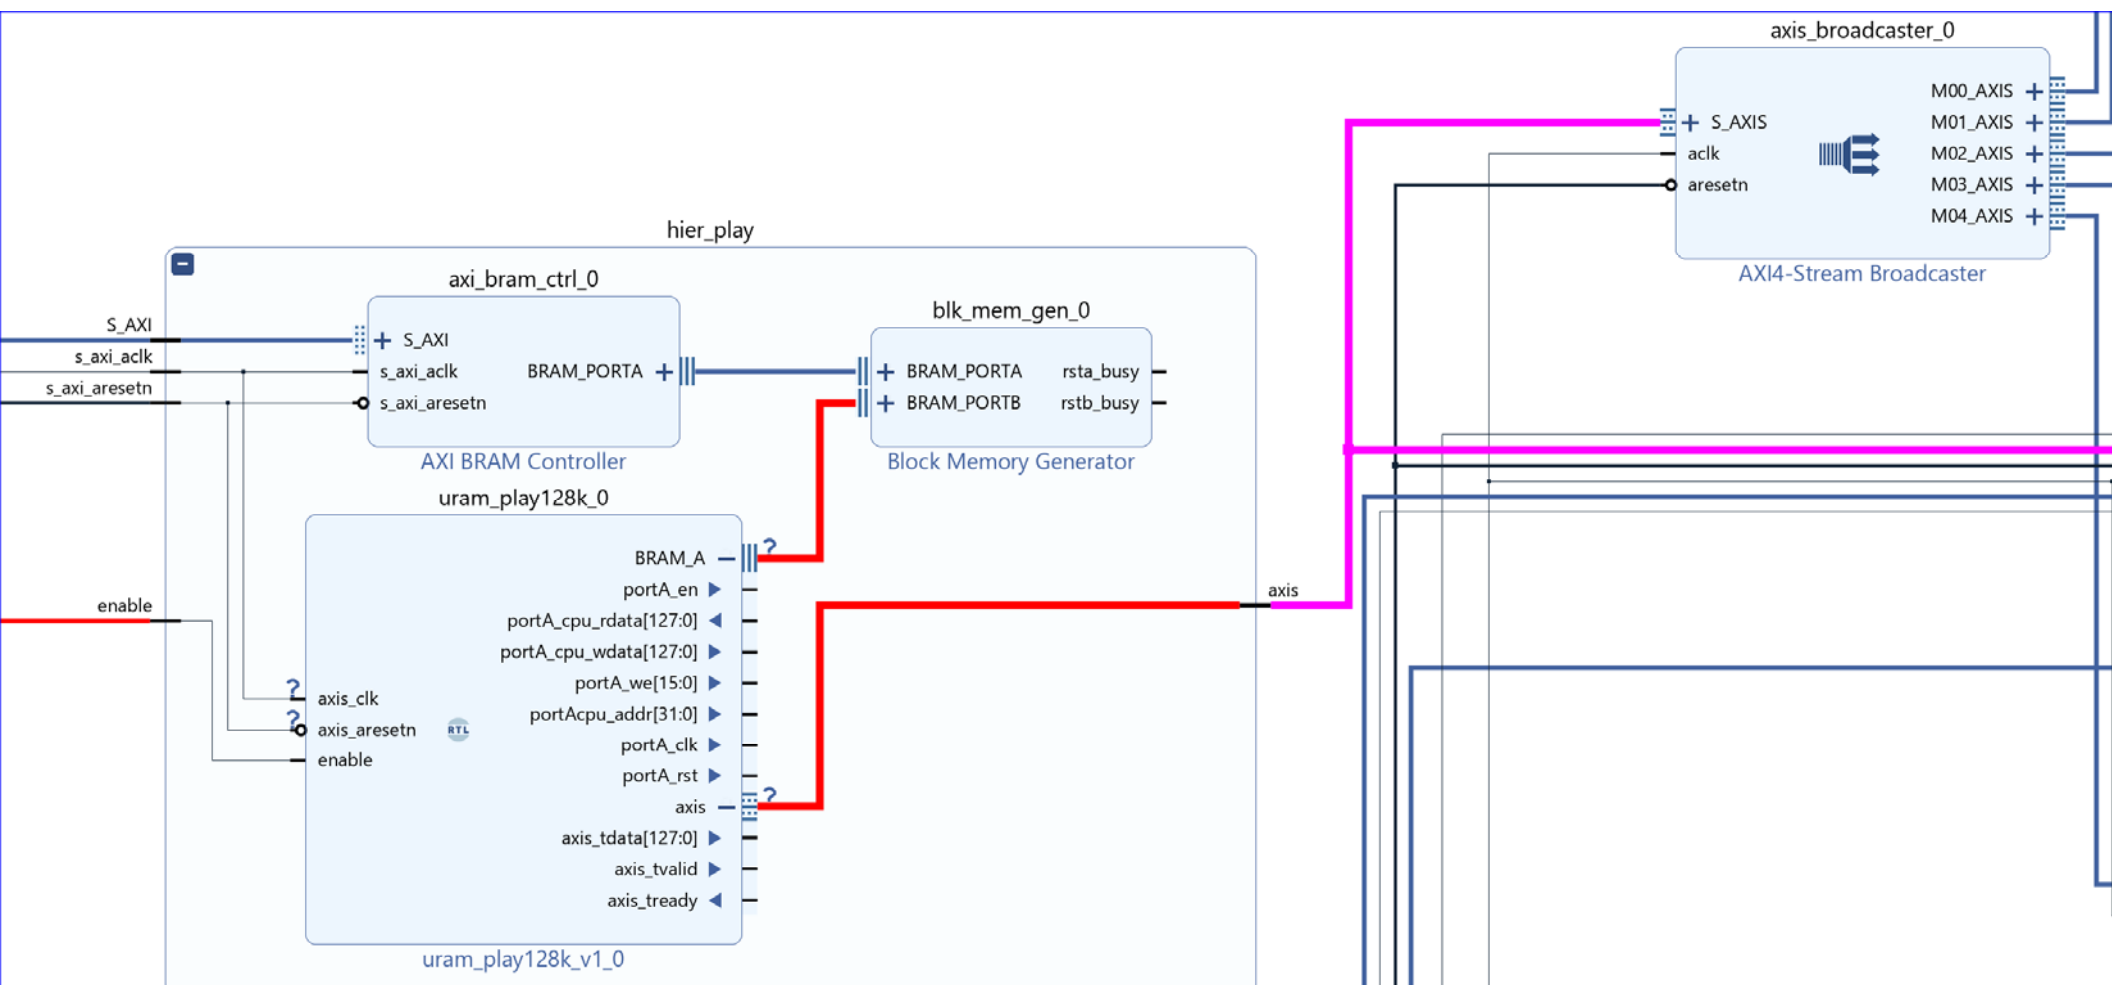 axis_broadcaster_0
M00_AXIS
S_AXIS
M01_AXIS
aclk
M02_AXIS
aresetn
M03_AXIS
M04_AXIS
AXI4-Stream Broadcaster
hier_play
axi_bram_ctrl_0
S_AXI
s_axi_aclk
s_axi_aresetn
S_AXI
s_axi_aclk
BRAM_PORTA
s_axi_aresetn
AXI BRAM Controller
blk_mem_gen_0
BRAM_PORTA
rsta_busy
BRAM_PORTB
rstb_busy
Block Memory Generator
uram_play128k_0
BRAM_A
?
portA_en
portA_cpu_rdata[127:0]
portA_cpu_wdata[127:0]
portA_we[15:0]
portAcpu_addr[31:0]
portA_clk
portA_rst
axis
?
axis_tdata[127:0]
axis_tvalid
axis_tready
enable
?
axis_clk
?
axis_aresetn
enable
RTL
uram_play128k_v1_0
axis